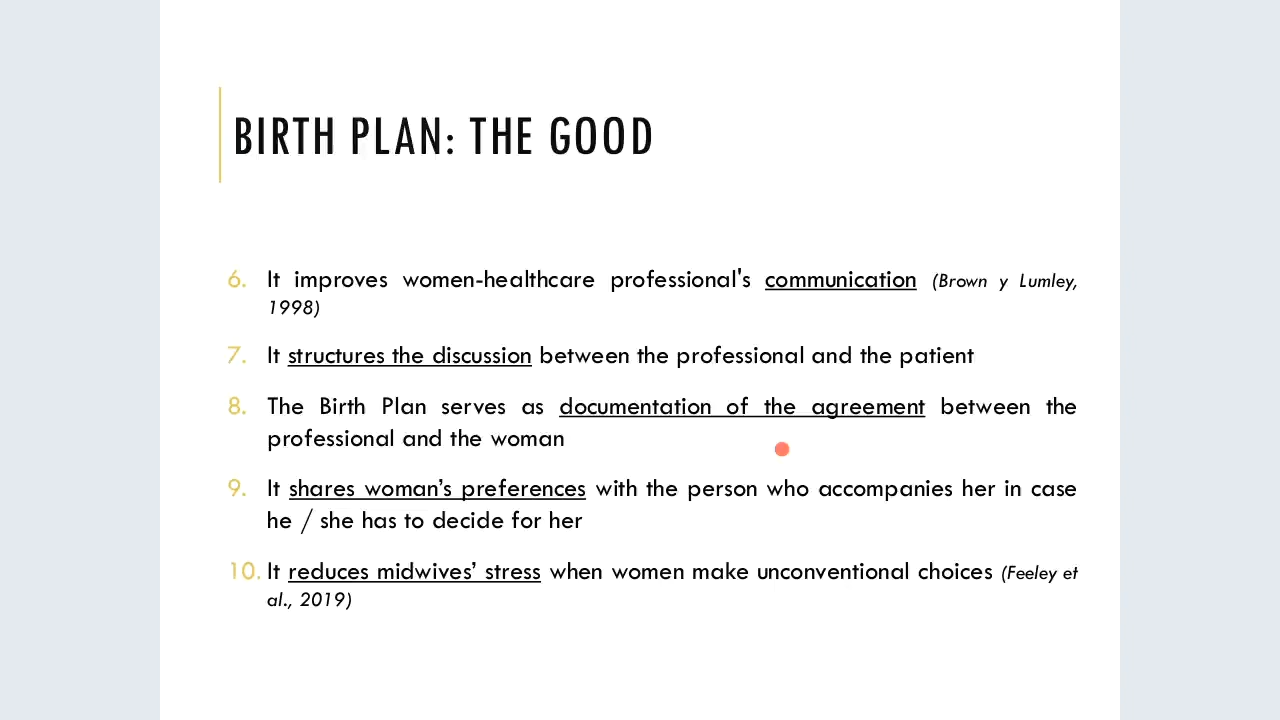 BIRTH PLAN: THE GOOD
6. It improves women-healthcare professional's communication (Brown y Lumley,
1998)
7. It structures the discussion between the professional and the patient
8. The Birth Plan serves as documentation of the agreement between the
professional and the woman
9. It shares woman’s preferences with the person who accompanies her in case
he / she has to decide for her
10. It reduces midwives’ stress when women make unconventional choices (Feeley et
al., 2019)